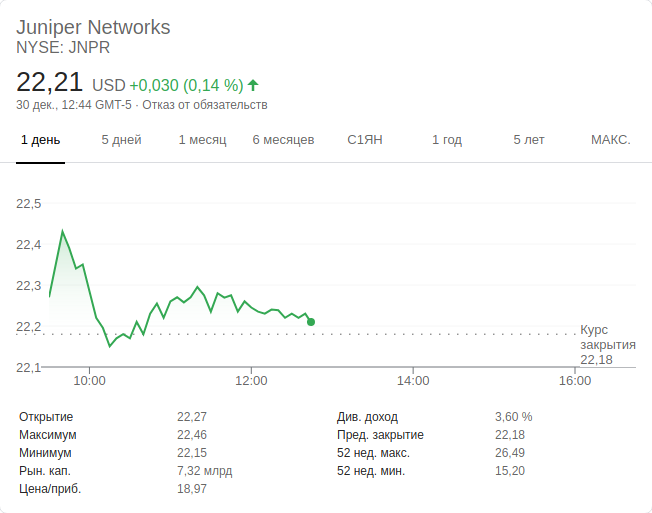 Juniper Networks
NYSE: JNPR
22,21 USD +0,030 (0,14 %)
30 дек., 12:44 GMT-5 · Отказ от обязательств
1 день 5 дней 1 месяц 6 месяцев С1ЯН 1 год 5 лет МАКС.
22,5
22,4
22,3
22,2
22,1
Курс
закрытия
22,18
10:00 12:00 14:00 16:00
Открытие 22,27 Див. доход 3,60 %
Максимум 22,46 Пред. закрытие 22,18
Минимум 22,15 52 нед. макс. 26,49
Рын. кап. 7,32 млрд 52 нед. мин. 15,20
Цена/приб. 18,97